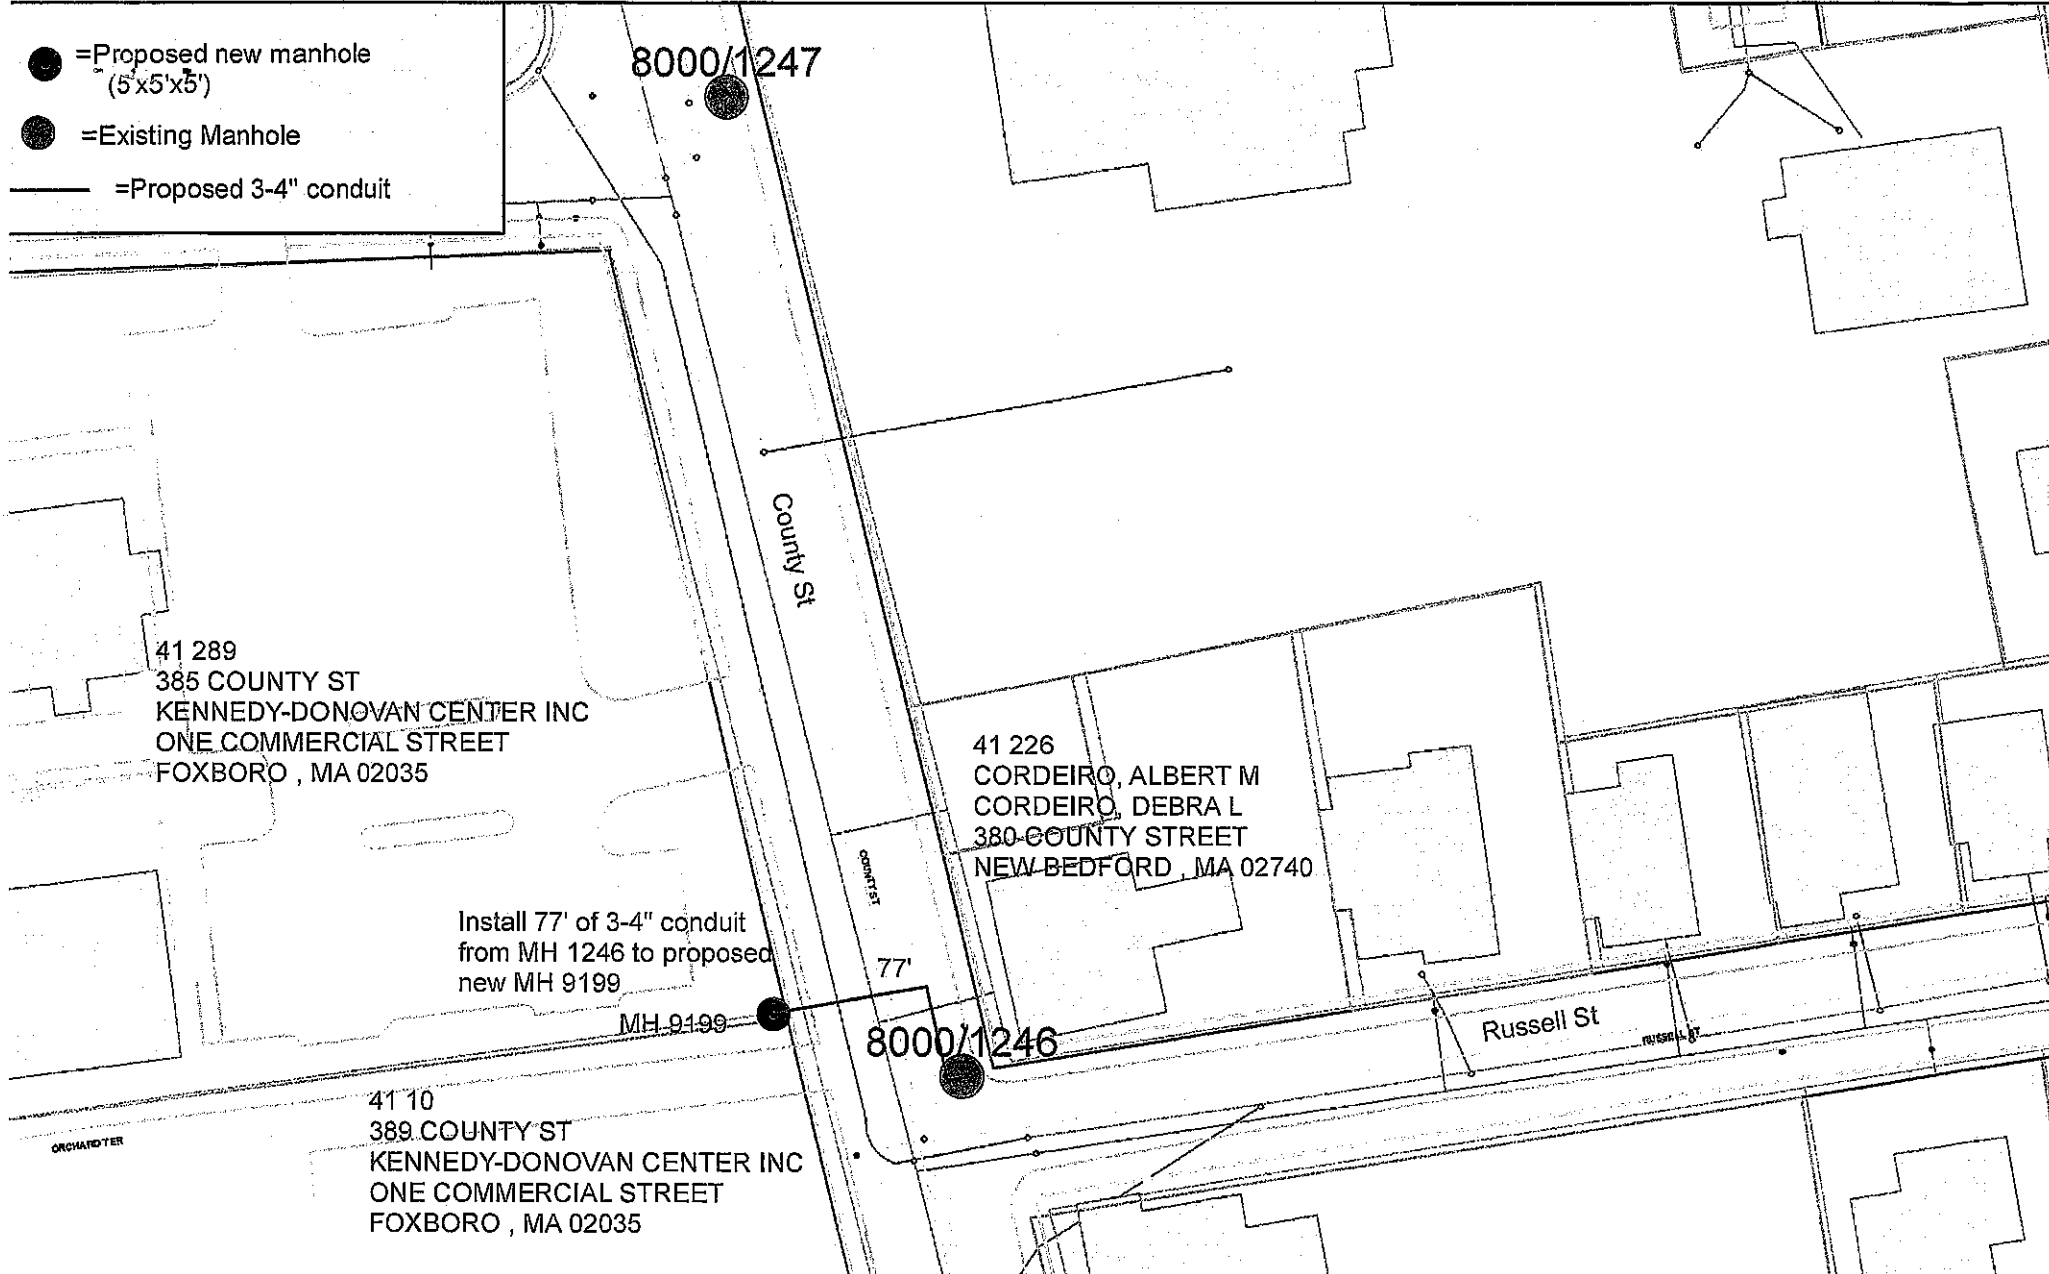 =Proposed new manhole
(5'x5'x5')
=Existing Manhole
=Proposed 3-4" conduit
8000/1247
County St
41 289
385 COUNTY ST
KENNEDY-DONOVAN CENTER INC
ONE COMMERCIAL STREET
FOXBORO , MA 02035
41 226
CORDEIRO, ALBERT M
CORDEIRO, DEBRA L
380 COUNTY STREET
NEW BEDFORD , MA 02740
COUNTY ST
Install 77' of 3-4" conduit
from MH 1246 to proposed
new MH 9199
77'
MH 9199
8000/1246
Russell St
RUSSELL ST
41 10
389 COUNTY ST
KENNEDY-DONOVAN CENTER INC
ONE COMMERCIAL STREET
FOXBORO , MA 02035
ORCHARD TER